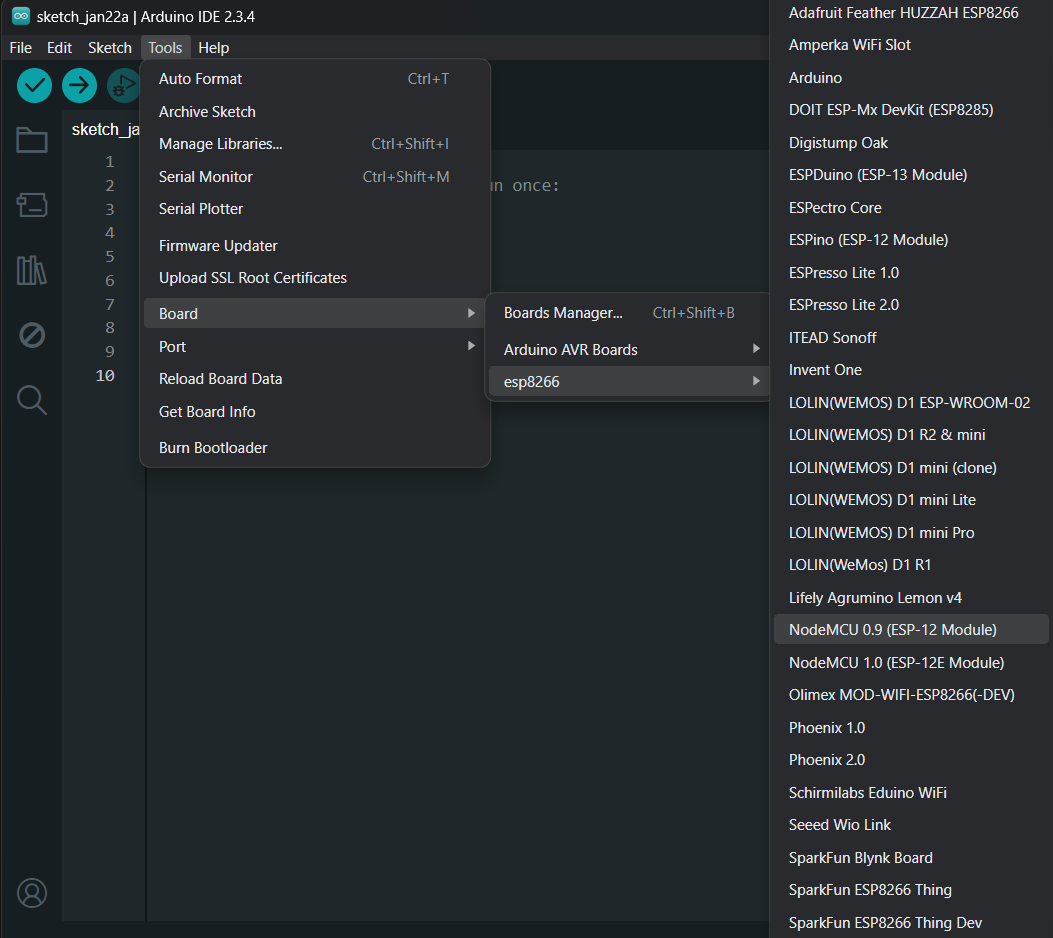 sketch_jan22a | Arduino IDE 2.3.4
File Edit Sketch Tools Help
sketch_ja
1
2
3
4
5
6
7
8
9
10
un once:
Auto Format Ctrl+T
Archive Sketch
Manage Libraries... Ctrl+Shift+I
Serial Monitor Ctrl+Shift+M
Serial Plotter
Firmware Updater
Upload SSL Root Certificates
Board
Port
Reload Board Data
Get Board Info
Burn Bootloader
Boards Manager... Ctrl+Shift+B
Arduino AVR Boards
esp8266
Adafruit Feather HUZZAH ESP8266
Amperka WiFi Slot
Arduino
DOIT ESP-Mx DevKit (ESP8285)
Digistump Oak
ESPDuino (ESP-13 Module)
ESPectro Core
ESPino (ESP-12 Module)
ESPresso Lite 1.0
ESPresso Lite 2.0
ITEAD Sonoff
Invent One
LOLIN(WEMOS) D1 ESP-WROOM-02
LOLIN(WEMOS) D1 R2 & mini
LOLIN(WEMOS) D1 mini (clone)
LOLIN(WEMOS) D1 mini Lite
LOLIN(WEMOS) D1 mini Pro
LOLIN(WeMos) D1 R1
Lifely Agrumino Lemon v4
NodeMCU 0.9 (ESP-12 Module)
NodeMCU 1.0 (ESP-12E Module)
Olimex MOD-WIFI-ESP8266(-DEV)
Phoenix 1.0
Phoenix 2.0
Schirmilabs Eduino WiFi
Seeed Wio Link
SparkFun Blynk Board
SparkFun ESP8266 Thing
SparkFun ESP8266 Thing Dev